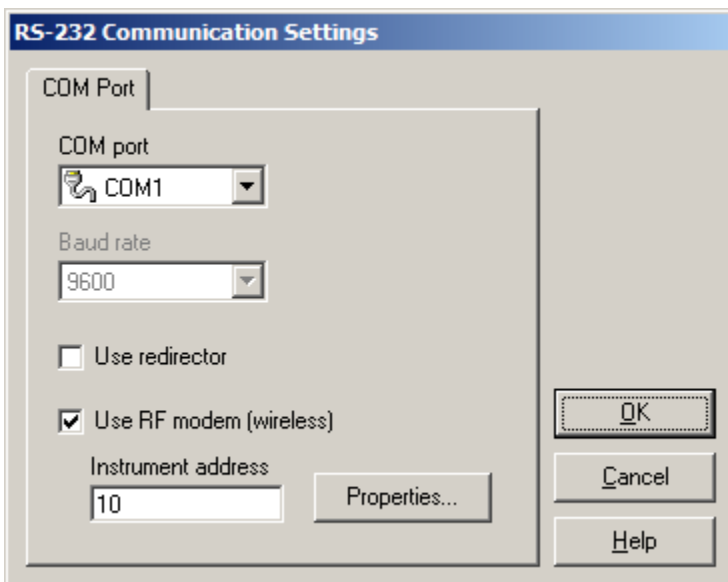 RS-232 Communication Settings
COM Port
COM port
COM1
Baud rate
9600
Use redirector
Use RF modem (wireless)
Instrument address
10
Properties...
OK
Cancel
Help